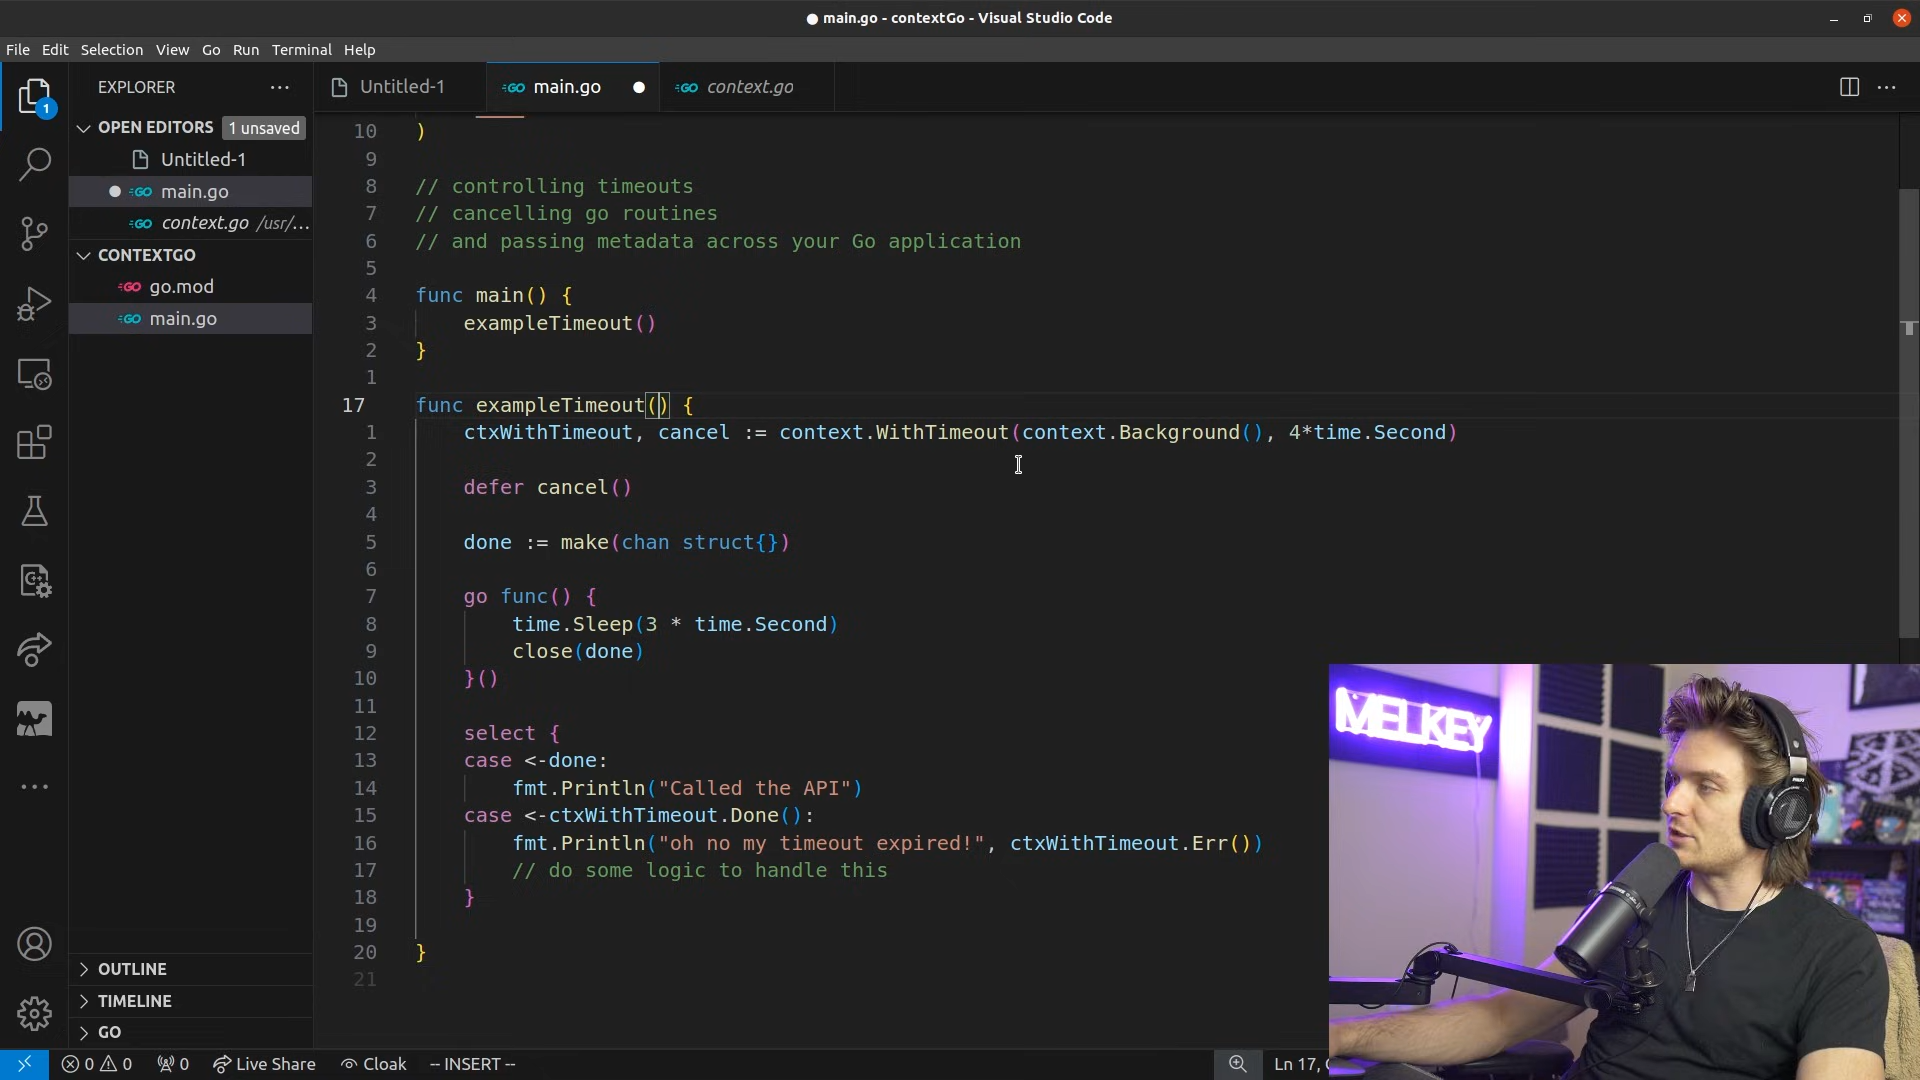 main.go - contextGo - Visual Studio Code
File Edit Selection View Go Run Terminal Help
EXPLORER
Untitled-1
main.go
context.go
1
OPEN EDITORS 1 unsaved
Untitled-1
main.go
context.go /usr/...
CONTEXTGO
go.mod
main.go
OUTLINE
TIMELINE
GO
10 )
9
8 // controlling timeouts
7 // cancelling go routines
6 // and passing metadata across your Go application
5
4 func main() {
3 exampleTimeout()
2 }
1
17 func exampleTimeout() {
1 ctxWithTimeout, cancel := context.WithTimeout(context.Background(), 4*time.Second)
2
3 defer cancel()
4
5 done := make(chan struct{})
6
7 go func() {
8 time.Sleep(3 * time.Second)
9 close(done)
10 }()
11
12 select {
13 case <-done:
14 fmt.Println("Called the API")
15 case <-ctxWithTimeout.Done():
16 fmt.Println("oh no my timeout expired!", ctxWithTimeout.Err())
17 // do some logic to handle this
18 }
19
20 }
21
MELKEY
0 0 0 Live Share Cloak -- INSERT -- Ln 17,